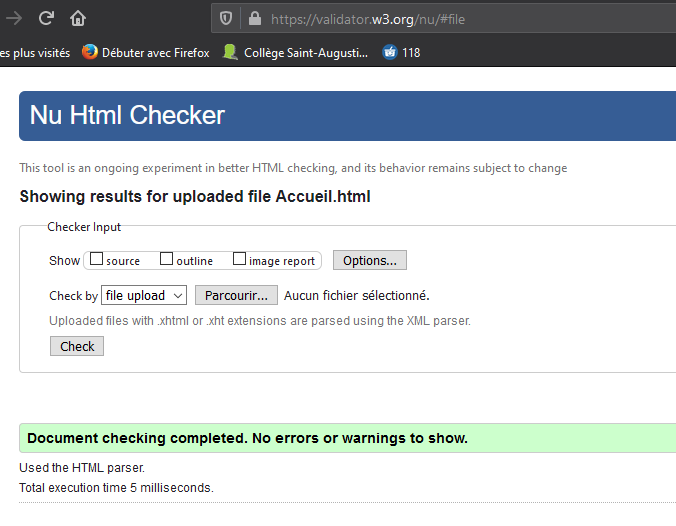 https://validator.w3.org/nu/#file
es plus visités Débuter avec Firefox Collège Saint-Augusti... 118
Nu Html Checker
This tool is an ongoing experiment in better HTML checking, and its behavior remains subject to change
Showing results for uploaded file Accueil.html
Checker Input
Show source outline image report Options...
Check by file upload Parcourir... Aucun fichier sélectionné.
Uploaded files with .xhtml or .xht extensions are parsed using the XML parser.
Check
Document checking completed. No errors or warnings to show.
Used the HTML parser.
Total execution time 5 milliseconds.